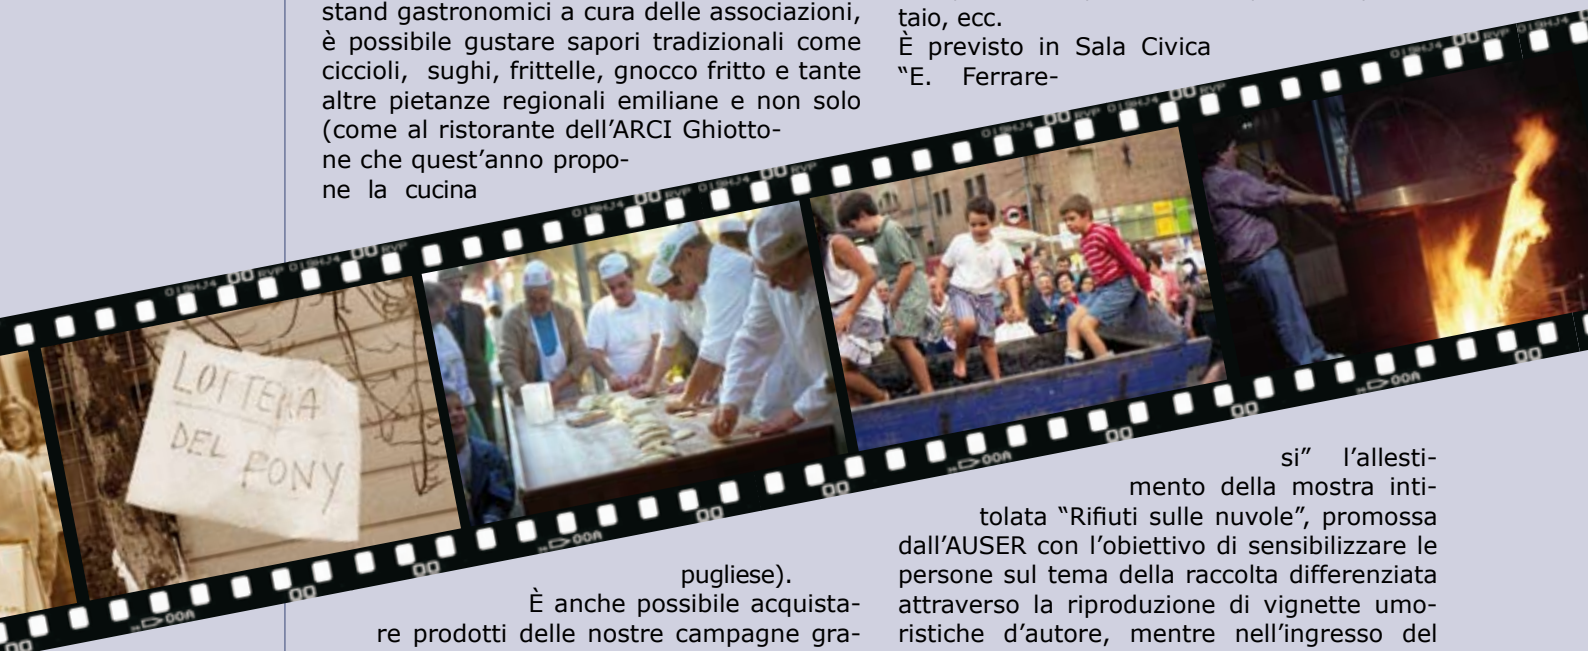 stand gastronomici a cura delle associazioni,
è possibile gustare sapori tradizionali come
ciccioli, sughi, frittelle, gnocco fritto e tante
altre pietanze regionali emiliane e non solo
(come al ristorante dell'ARCI Ghiotto-
ne che quest'anno propo-
ne la cucina
pugliese).
È anche possibile acquista-
re prodotti delle nostre campagne gra-
taio, ecc.
È previsto in Sala Civica
“E. Ferrare-
si” l'allesti-
mento della mostra inti-
tolata “Rifiuti sulle nuvole”, promossa
dall'AUSER con l'obiettivo di sensibilizzare le
persone sul tema della raccolta differenziata
attraverso la riproduzione di vignette umo-
ristiche d'autore, mentre nell'ingresso del
LOTTERIA
DEL PONY